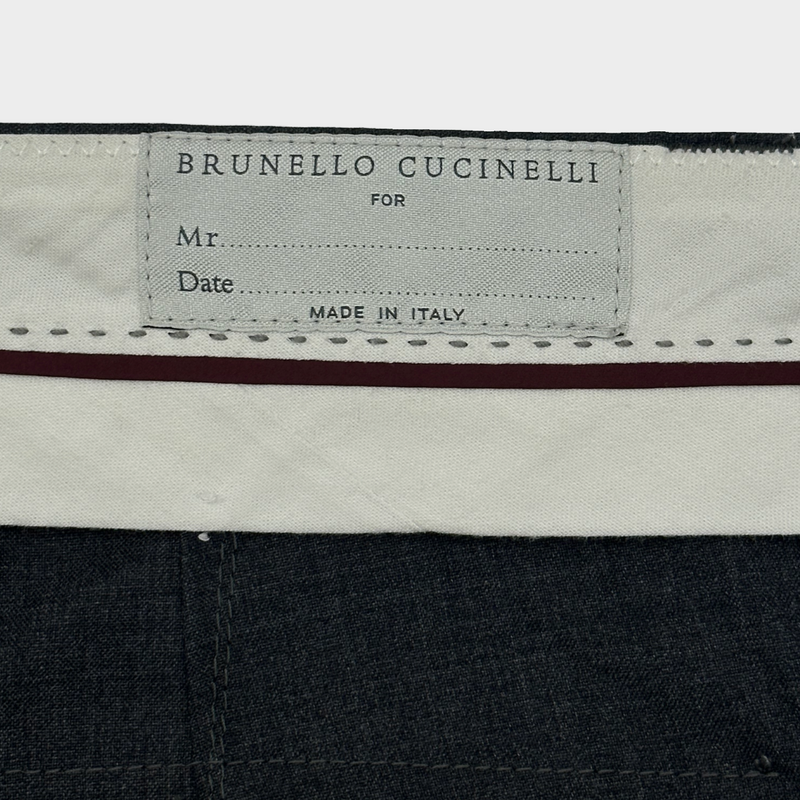 BRUNELLO CUCINELLI
FOR
Mr..............................................................
Date............................................................
MADE IN ITALY